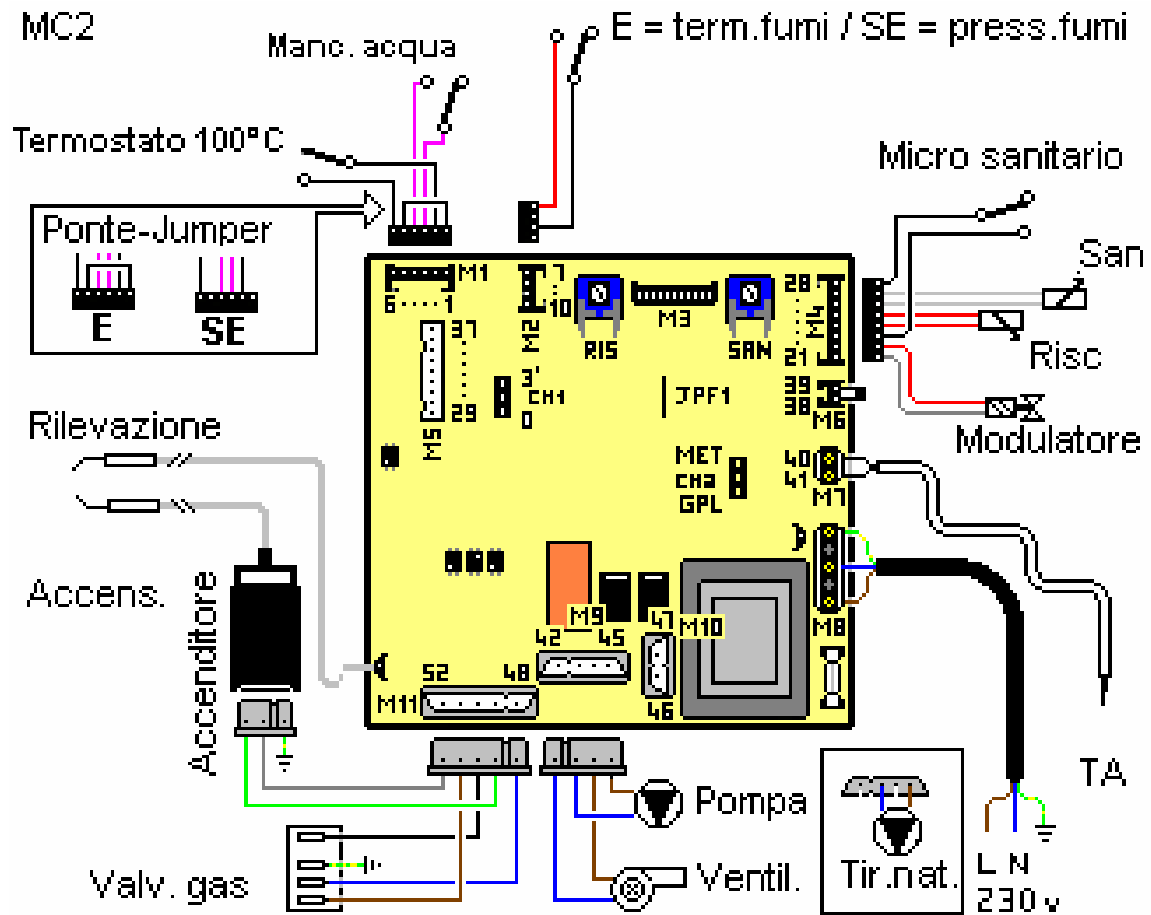 MC2
Manc. acqua
E = term.fumi / SE = press.fumi
Termostato 100°C
Micro sanitario
Ponte-Jumper
E SE
San
Risc
Modulatore
M1
6.....1
7
10
M2
RIS
M3
SAN
28
21
M4
37
29
M5
3'
CH1
0
JPF1
39
38
M6
MET
CH2
GPL
40
41
M7
Rilevazione
Accens.
Accenditore
M8
M9
42 45
47
M10
46
52 48
M11
TA
Pompa
Ventil.
Valv. gas
Tir.nat.
L N
230 v